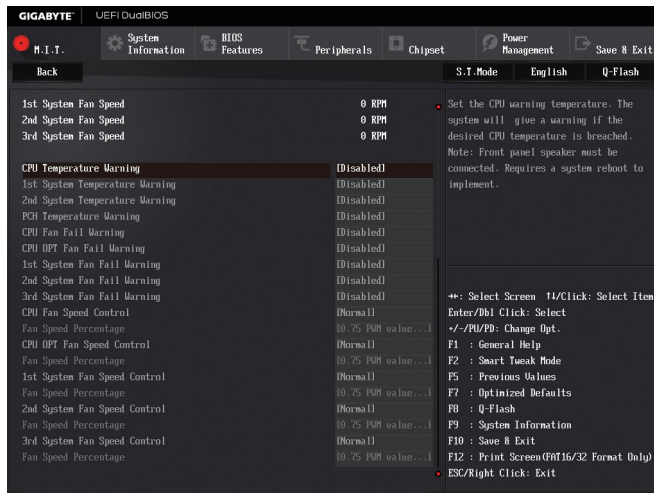 GIGABYTE™ UEFI DualBIOS
M.I.T. System Information BIOS Features Peripherals Chipset Power Management Save & Exit
Back S.T.Mode English Q-Flash
1st System Fan Speed 0 RPM
2nd System Fan Speed 0 RPM
3rd System Fan Speed 0 RPM
CPU Temperature Warning [Disabled]
1st System Temperature Warning [Disabled]
2nd System Temperature Warning [Disabled]
PCH Temperature Warning [Disabled]
CPU Fan Fail Warning [Disabled]
CPU OPT Fan Fail Warning [Disabled]
1st System Fan Fail Warning [Disabled]
2nd System Fan Fail Warning [Disabled]
3rd System Fan Fail Warning [Disabled]
CPU Fan Speed Control [Normal]
Fan Speed Percentage [0.75 PWM value...]
CPU OPT Fan Speed Control [Normal]
Fan Speed Percentage [0.75 PWM value...]
1st System Fan Speed Control [Normal]
Fan Speed Percentage [0.75 PWM value...]
2nd System Fan Speed Control [Normal]
Fan Speed Percentage [0.75 PWM value...]
3rd System Fan Speed Control [Normal]
Fan Speed Percentage [0.75 PWM value...]
Set the CPU warning temperature. The
system will give a warning if the
desired CPU temperature is breached.
Note: Front panel speaker must be
connected. Requires a system reboot to
implement.
→←: Select Screen ↑↓/Click: Select Item
Enter/Dbl Click: Select
+/-/PU/PD: Change Opt.
F1 : General Help
F2 : Smart Tweak Mode
F5 : Previous Values
F7 : Optimized Defaults
F8 : Q-Flash
F9 : System Information
F10 : Save & Exit
F12 : Print Screen(FAT16/32 Format Only)
ESC/Right Click: Exit